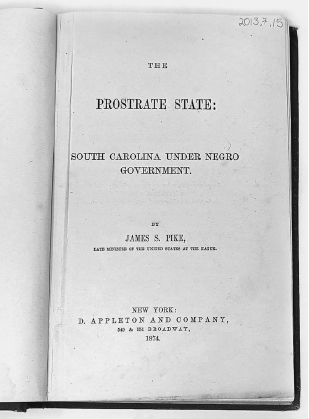 2013.7.15
THE
PROSTRATE STATE:
SOUTH CAROLINA UNDER NEGRO
GOVERNMENT.
BY
JAMES S. PIKE,
LATE MINISTER OF THE UNITED STATES AT THE HAGUE.
NEW YORK:
D. APPLETON AND COMPANY,
549 & 551 BROADWAY,
1874.